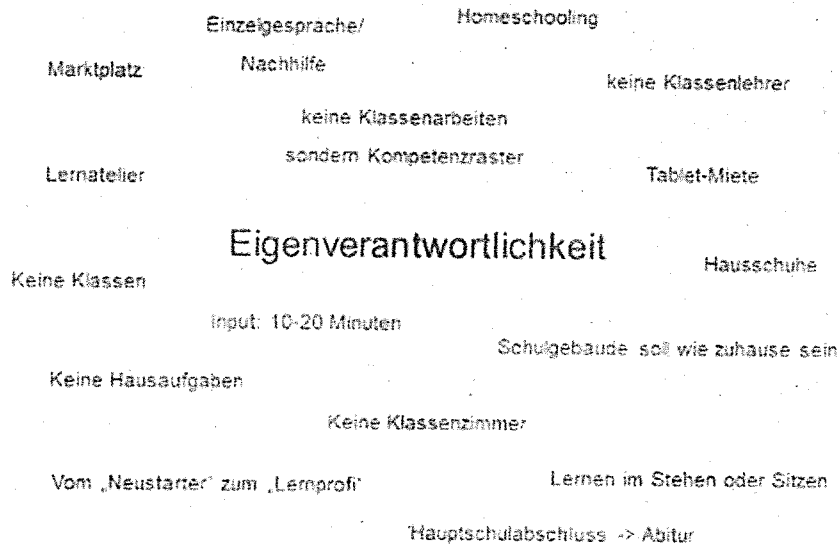 Homeschooling
Einzelgespräche/
Nachhilfe
Marktplatz
keine Klassenlehrer
keine Klassenarbeiten
sondern Kompetenzraster
Lernatelier
Tablet-Miete
Eigenverantwortlichkeit
Hausschuhe
Keine Klassen
Input: 10-20 Minuten
Schulgebäude soll wie zuhause sein
Keine Hausaufgaben
Keine Klassenzimmer
Vom „Neustarter“ zum „Lernprofi“
Lernen im Stehen oder Sitzen
Hauptschulabschluss -> Abitur